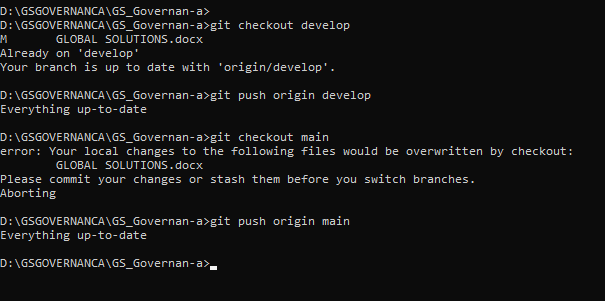 D:\GSGOVERNANCA\GS_Governan-a>
D:\GSGOVERNANCA\GS_Governan-a>git checkout develop
M       GLOBAL SOLUTIONS.docx
Already on 'develop'
Your branch is up to date with 'origin/develop'.
D:\GSGOVERNANCA\GS_Governan-a>git push origin develop
Everything up-to-date
D:\GSGOVERNANCA\GS_Governan-a>git checkout main
error: Your local changes to the following files would be overwritten by checkout:
        GLOBAL SOLUTIONS.docx
Please commit your changes or stash them before you switch branches.
Aborting
D:\GSGOVERNANCA\GS_Governan-a>git push origin main
Everything up-to-date
D:\GSGOVERNANCA\GS_Governan-a>